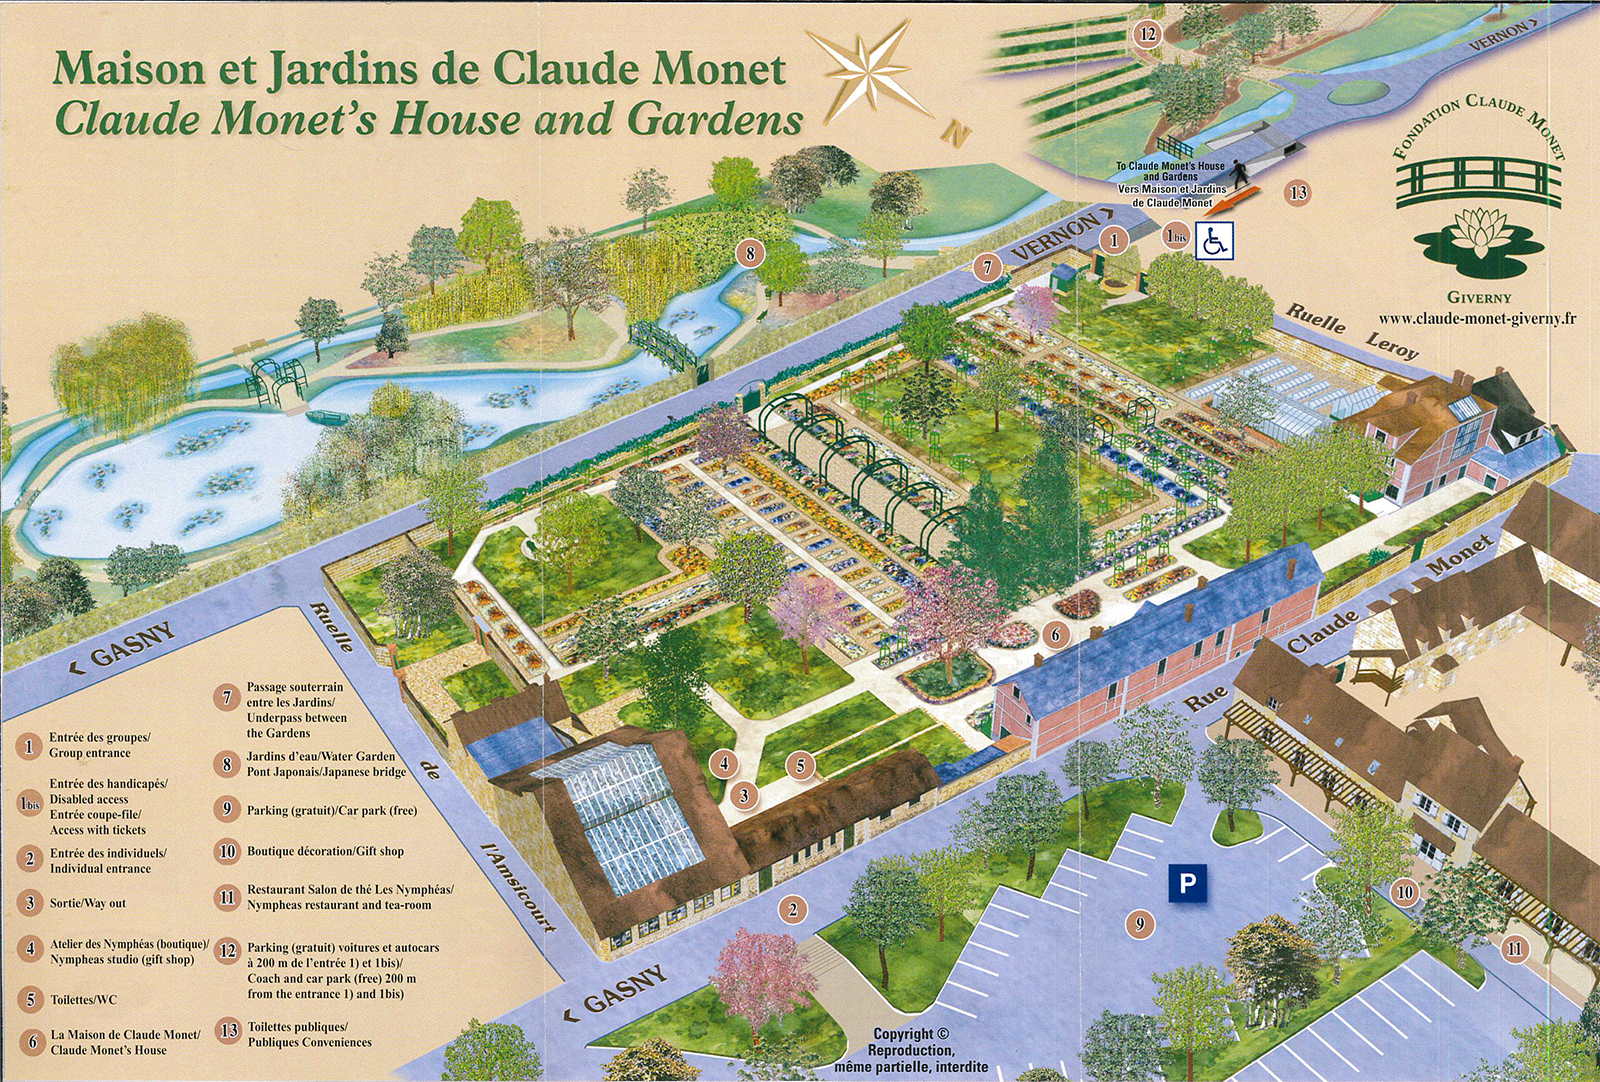 Maison et Jardins de Claude Monet
Claude Monet's House and Gardens
N
12
VERNON >
FONDATION CLAUDE MONET
GIVERNY
www.claude-monet-giverny.fr
To Claude Monet's House
and Gardens
Vers Maison et Jardins
de Claude Monet
13
1
1bis
VERNON >
7
8
Ruelle Leroy
6
Rue Claude Monet
< GASNY
Ruelle de l'Amsicourt
4
3
5
2
P
9
10
11
< GASNY
1 Entrée des groupes/
Group entrance
1bis Entrée des handicapés/
Disabled access
Entrée coupe-file/
Access with tickets
2 Entrée des individuels/
Individual entrance
3 Sortie/Way out
4 Atelier des Nymphéas (boutique)/
Nympheas studio (gift shop)
5 Toilettes/WC
6 La Maison de Claude Monet/
Claude Monet's House
7 Passage souterrain
entre les Jardins/
Underpass between
the Gardens
8 Jardins d'eau/Water Garden
Pont Japonais/Japanese bridge
9 Parking (gratuit)/Car park (free)
10 Boutique décoration/Gift shop
11 Restaurant Salon de thé Les Nymphéas/
Nympheas restaurant and tea-room
12 Parking (gratuit) voitures et autocars
à 200 m de l'entrée 1) et 1bis)/
Coach and car park (free) 200 m
from the entrance 1) and 1bis)
13 Toilettes publiques/
Publiques Conveniences
Copyright ©
Reproduction,
même partielle, interdite